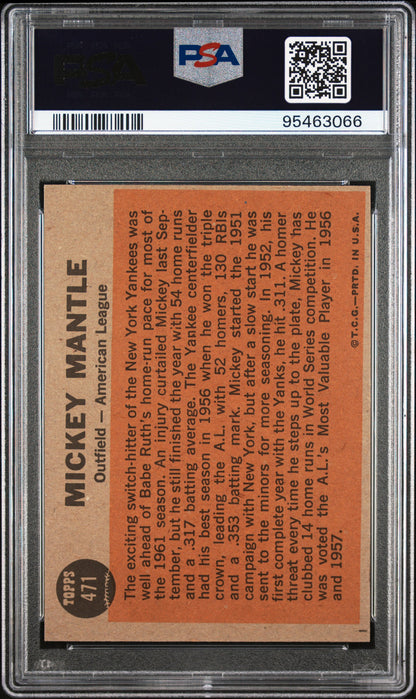 PSA
PSA
95463066
TOPPS
471
MICKEY MANTLE
Outfield — American League
The exciting switch-hitter of the New York Yankees was
well ahead of Babe Ruth's home-run pace for most of
the 1961 season. An injury curtailed Mickey last Sep-
tember, but he still finished the year with 54 home runs
and a .317 batting average. The Yankee centerfielder
had his best season in 1956 when he won the triple
crown, leading the A.L. with 52 homers, 130 RBIs
and a .353 batting mark. Mickey started the 1951
campaign with New York, but after a slow start he was
sent to the minors for more seasoning. In 1952, his
first complete year with the Yanks, he hit .311. A homer
threat every time he steps up to the plate, Mickey has
clubbed 14 home runs in World Series competition. He
was voted the A.L.'s Most Valuable Player in 1956
and 1957.
© T.C.G.—PRTD. IN U.S.A.